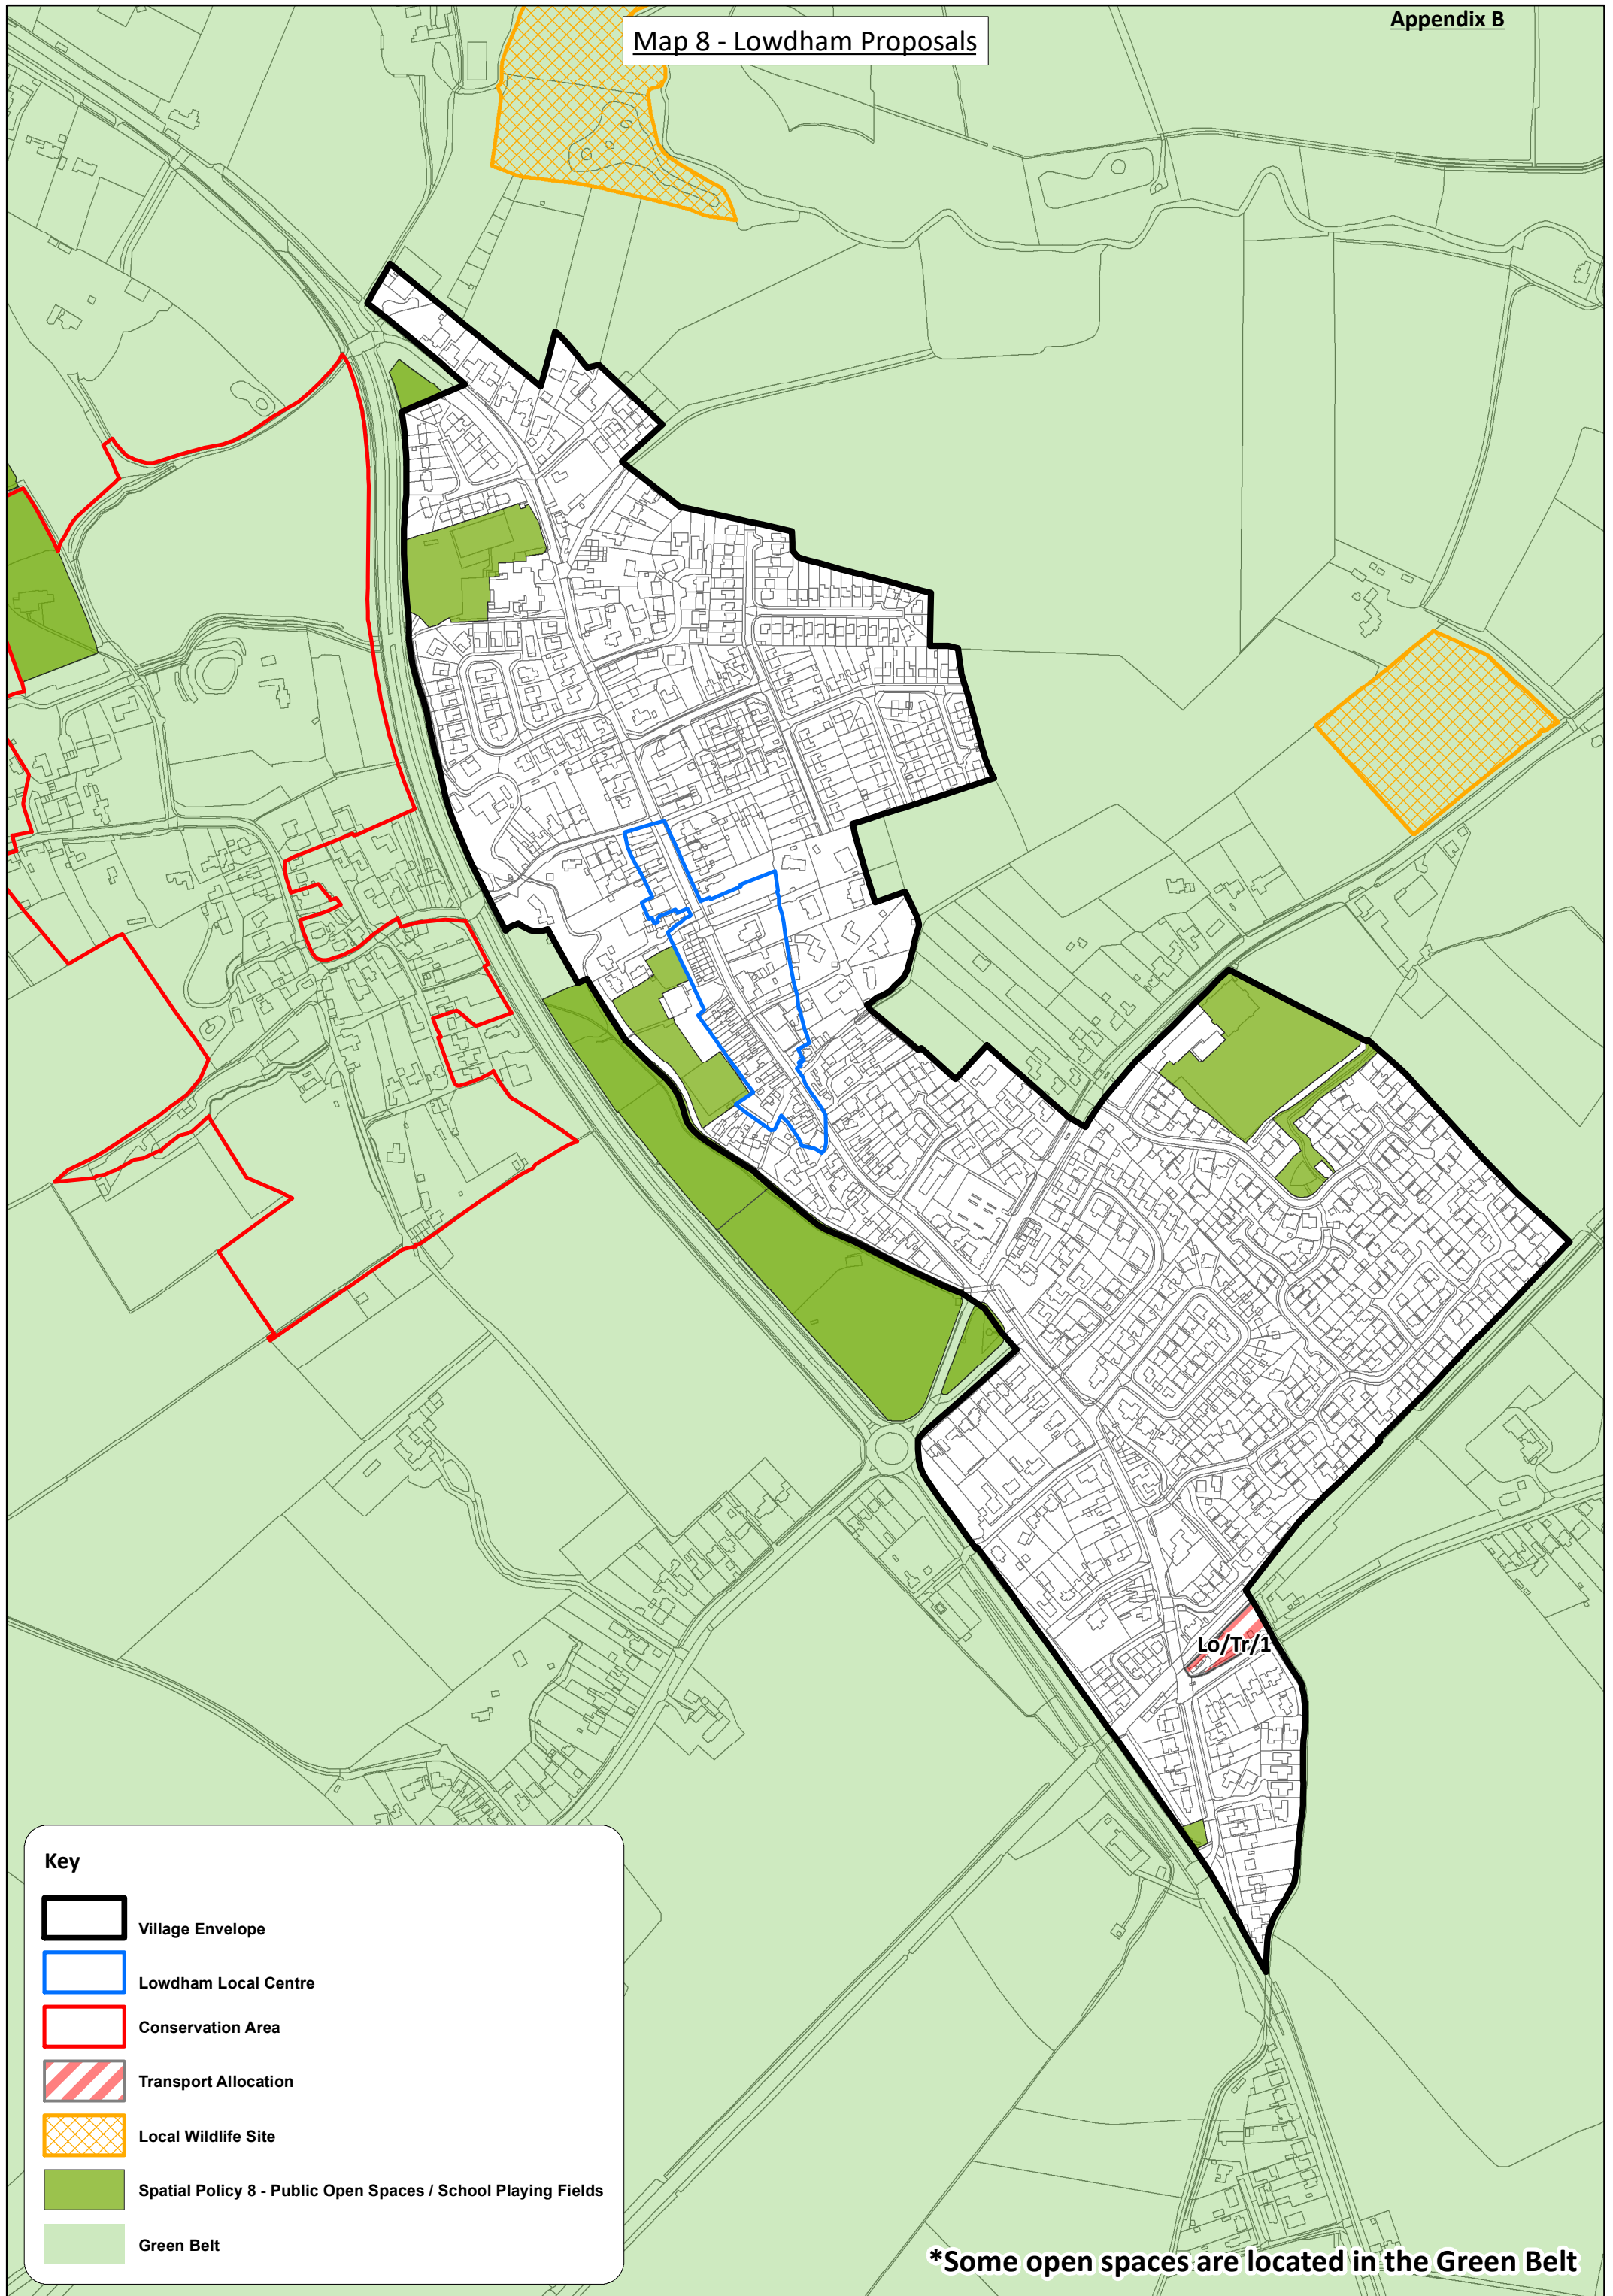 Appendix B
Map 8 - Lowdham Proposals
Lo/Tr/1
Key
Village Envelope
Lowdham Local Centre
Conservation Area
Transport Allocation
Local Wildlife Site
Spatial Policy 8 - Public Open Spaces / School Playing Fields
Green Belt
*Some open spaces are located in the Green Belt